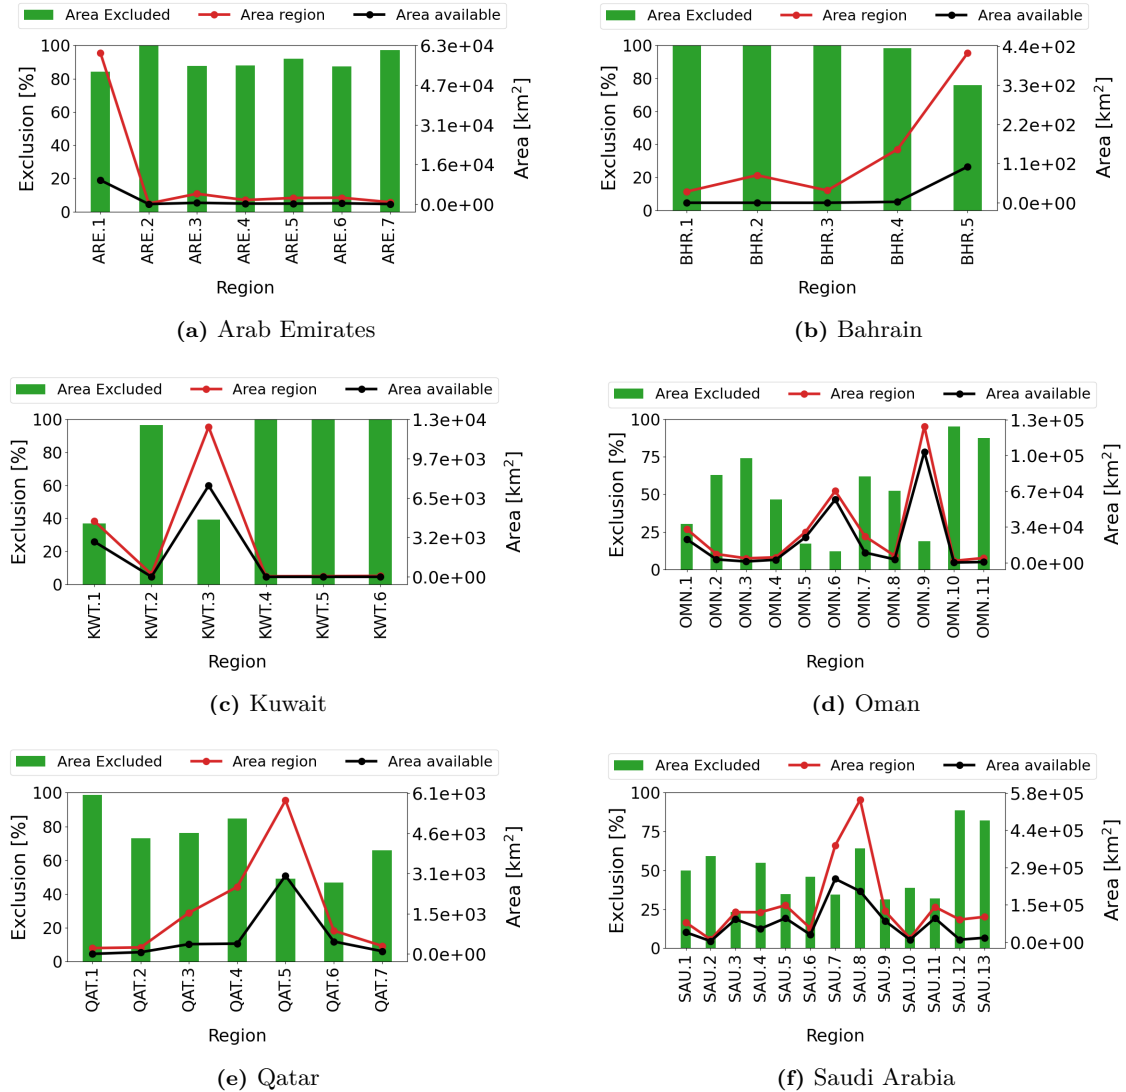 Area Excluded Area region Area available
100 80 60 40 20 0
Exclusion [%]
6.3e+04 4.7e+04 3.1e+04 1.6e+04 0.0e+00
Area [km²]
ARE.1 ARE.2 ARE.3 ARE.4 ARE.5 ARE.6 ARE.7
Region
(a) Arab Emirates
Area Excluded Area region Area available
100 80 60 40 20 0
Exclusion [%]
4.4e+02 3.3e+02 2.2e+02 1.1e+02 0.0e+00
Area [km²]
BHR.1 BHR.2 BHR.3 BHR.4 BHR.5
Region
(b) Bahrain
Area Excluded Area region Area available
100 80 60 40 20 0
Exclusion [%]
1.3e+04 9.7e+03 6.5e+03 3.2e+03 0.0e+00
Area [km²]
KWT.1 KWT.2 KWT.3 KWT.4 KWT.5 KWT.6
Region
(c) Kuwait
Area Excluded Area region Area available
100 75 50 25 0
Exclusion [%]
1.3e+05 1.0e+05 6.7e+04 3.4e+04 0.0e+00
Area [km²]
OMN.1 OMN.2 OMN.3 OMN.4 OMN.5 OMN.6 OMN.7 OMN.8 OMN.9 OMN.10 OMN.11
Region
(d) Oman
Area Excluded Area region Area available
100 80 60 40 20 0
Exclusion [%]
6.1e+03 4.6e+03 3.1e+03 1.5e+03 0.0e+00
Area [km²]
QAT.1 QAT.2 QAT.3 QAT.4 QAT.5 QAT.6 QAT.7
Region
(e) Qatar
Area Excluded Area region Area available
100 75 50 25 0
Exclusion [%]
5.8e+05 4.4e+05 2.9e+05 1.5e+05 0.0e+00
Area [km²]
SAU.1 SAU.2 SAU.3 SAU.4 SAU.5 SAU.6 SAU.7 SAU.8 SAU.9 SAU.10 SAU.11 SAU.12 SAU.13
Region
(f) Saudi Arabia